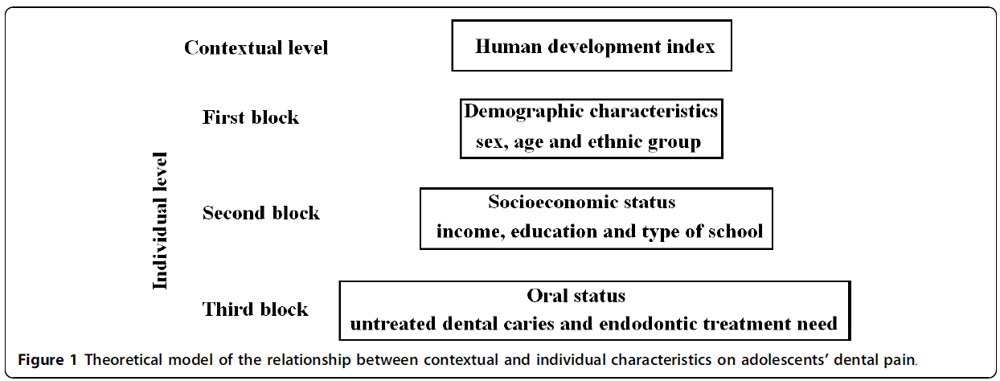 Contextual level
Human development index
First block
Demographic characteristics
sex, age and ethnic group
Individual level
Second block
Socioeconomic status
income, education and type of school
Third block
Oral status
untreated dental caries and endodontic treatment need
Figure 1 Theoretical model of the relationship between contextual and individual characteristics on adolescents’ dental pain.